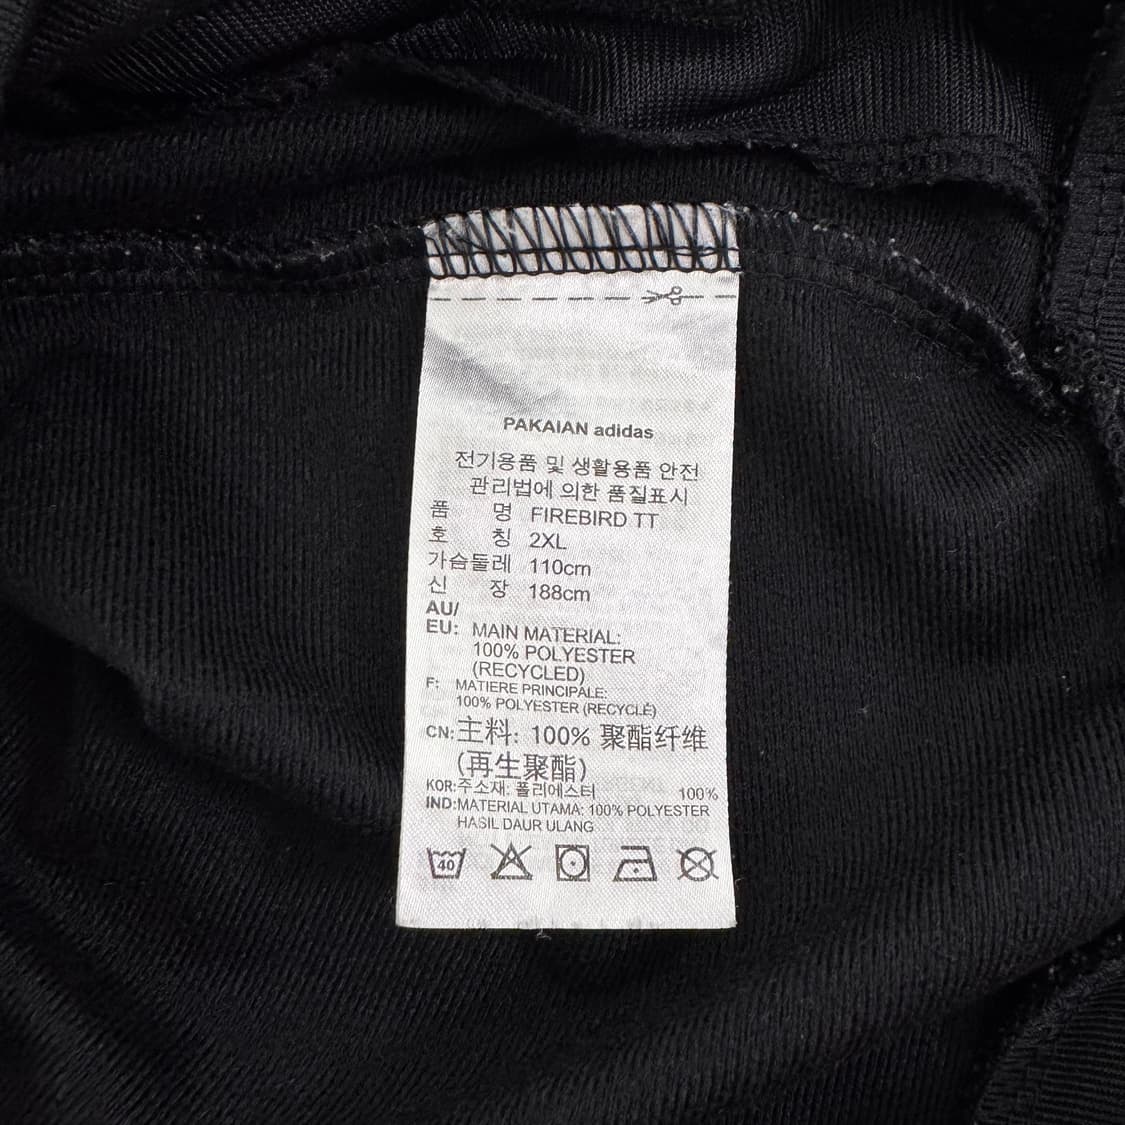 PAKAIAN adidas
전기용품 및 생활용품 안전
관리법에 의한 품질표시
품 명 FIREBIRD TT
호 칭 2XL
가슴둘레 110cm
신 장 188cm
AU/
EU: MAIN MATERIAL:
100% POLYESTER
(RECYCLED)
F: MATIERE PRINCIPALE:
100% POLYESTER (RECYCLÉ)
CN:主料: 100% 聚酯纤维
(再生聚酯)
KOR:주소재: 폴리에스터 100%
IND:MATERIAL UTAMA: 100% POLYESTER
HASIL DAUR ULANG
40